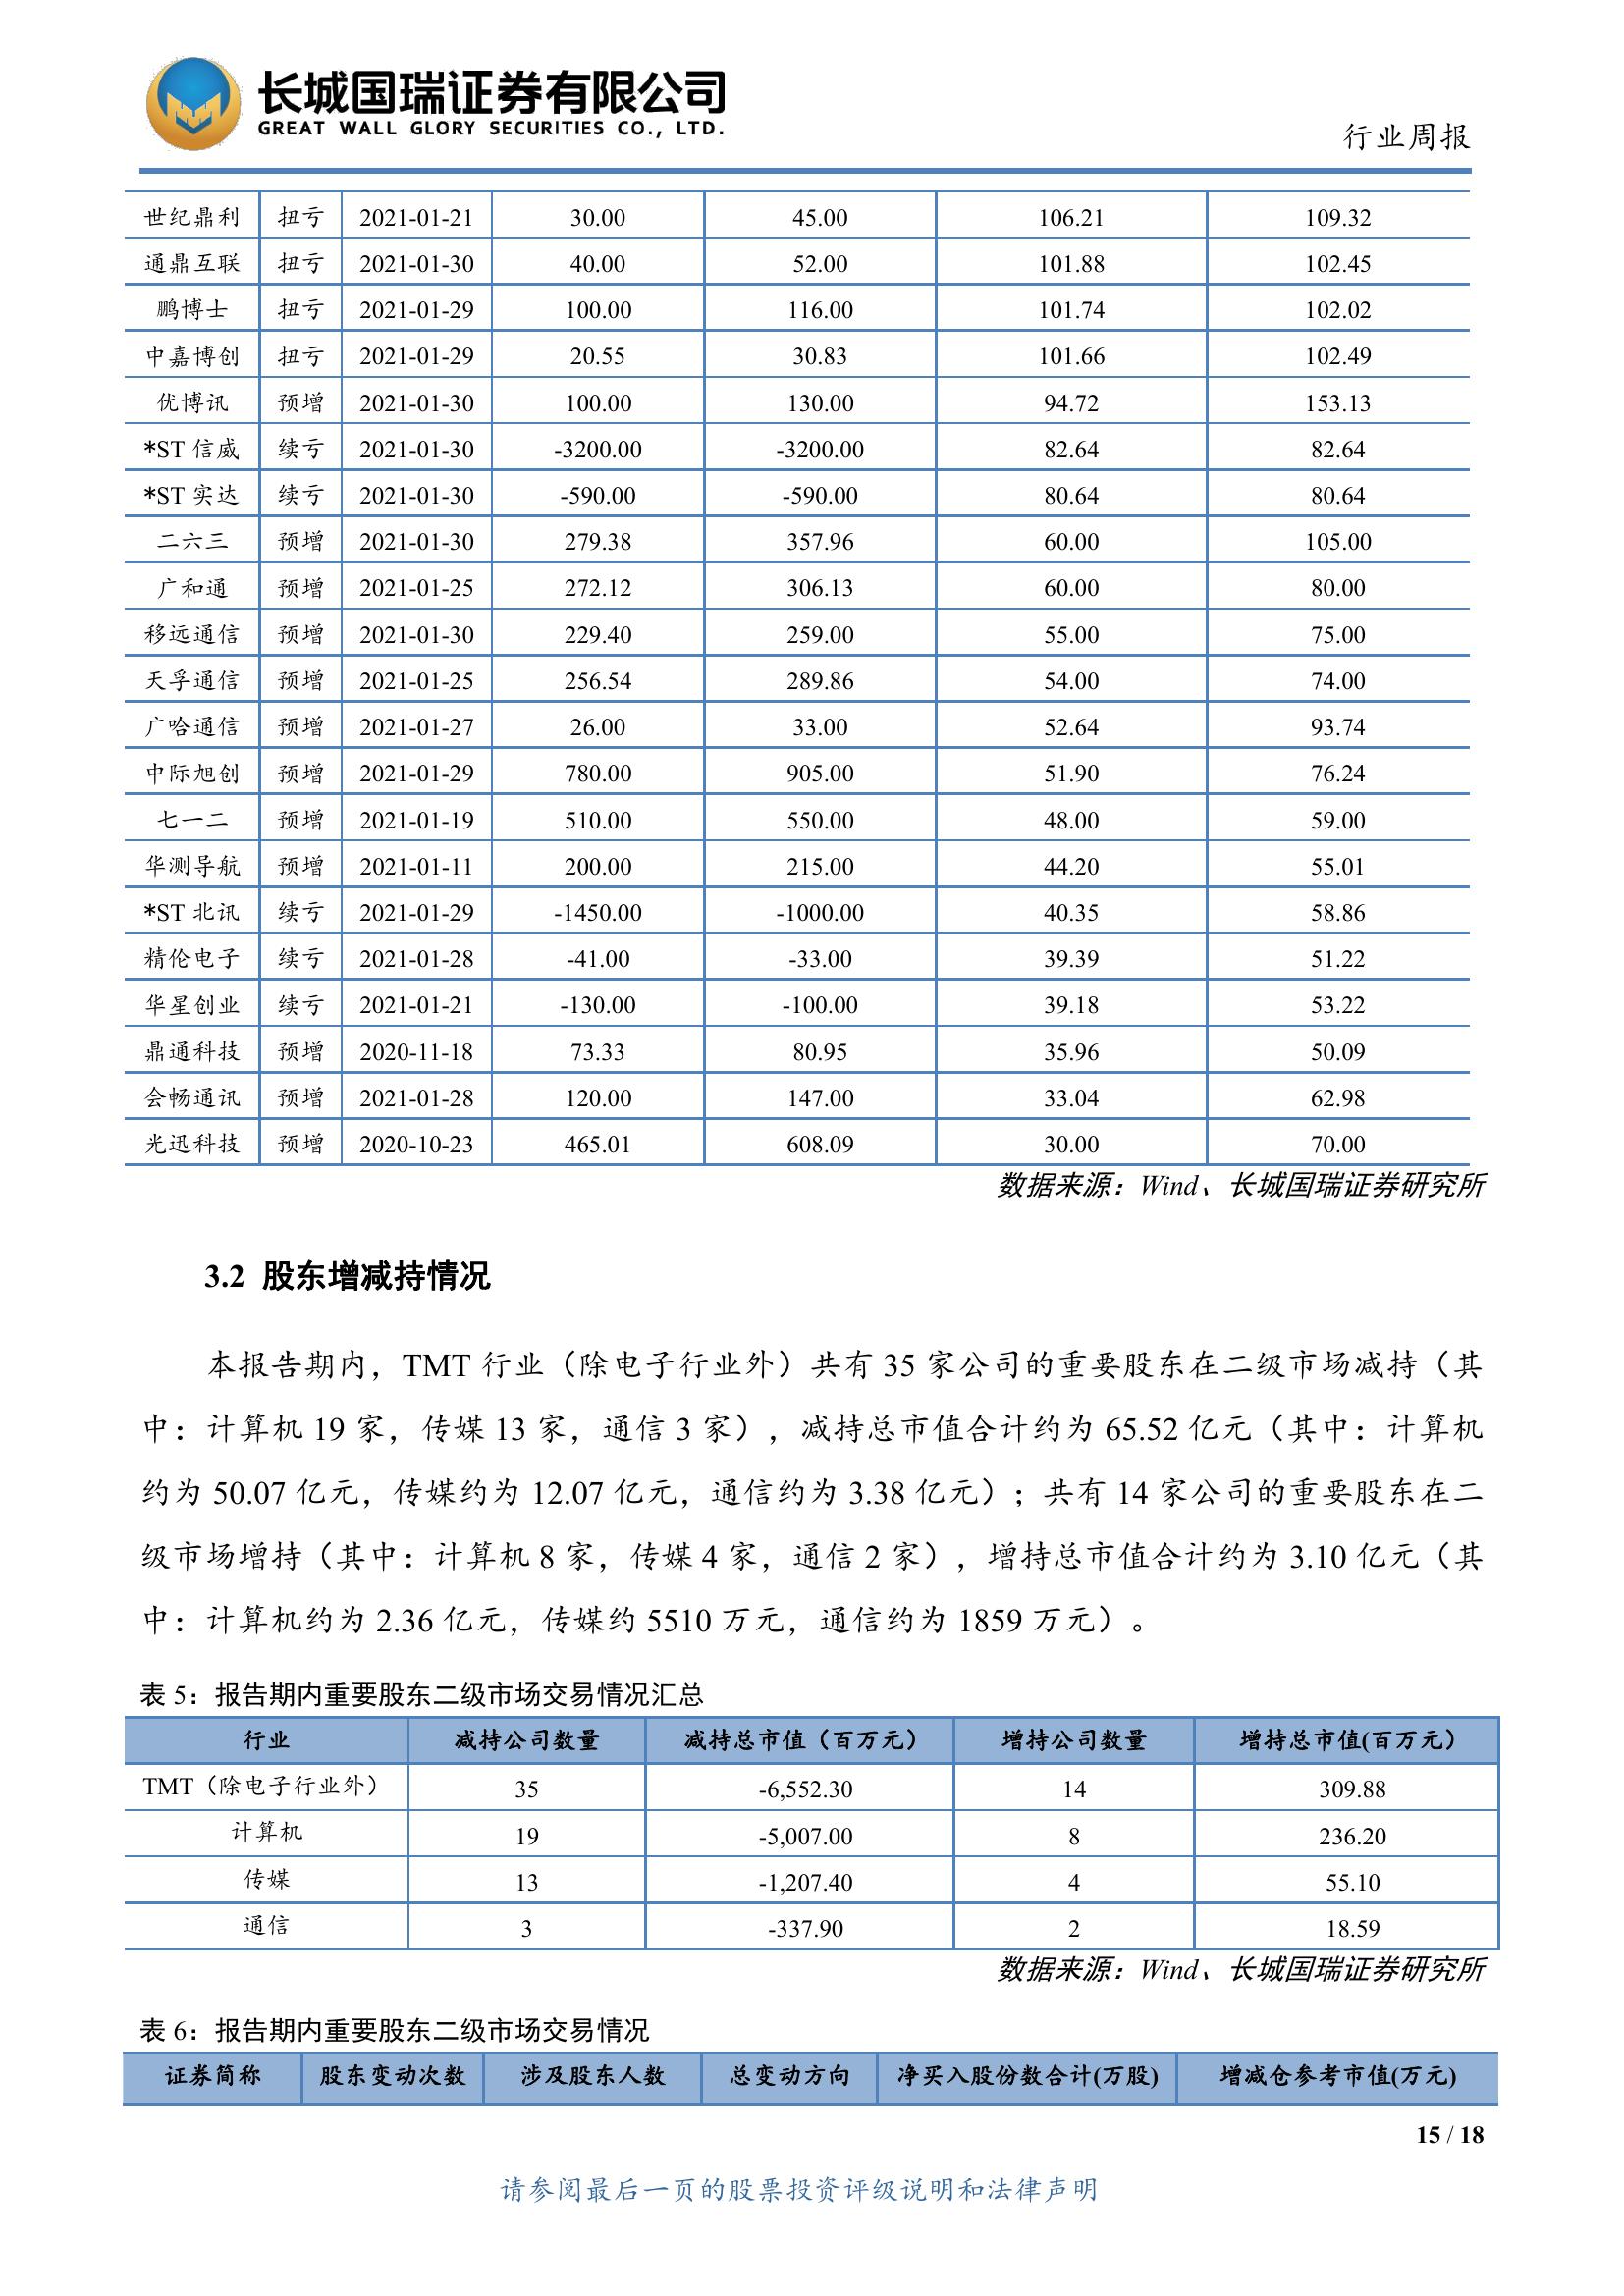 长城国瑞证券有限公司
GREAT WALL GLORY SECURITIES CO., LTD.
行业周报
世纪鼎利 扭亏 2021-01-21 30.00 45.00 106.21 109.32
通鼎互联 扭亏 2021-01-30 40.00 52.00 101.88 102.45
鹏博士 扭亏 2021-01-29 100.00 116.00 101.74 102.02
中嘉博创 扭亏 2021-01-29 20.55 30.83 101.66 102.49
优博讯 预增 2021-01-30 100.00 130.00 94.72 153.13
*ST 信威 续亏 2021-01-30 -3200.00 -3200.00 82.64 82.64
*ST 实达 续亏 2021-01-30 -590.00 -590.00 80.64 80.64
二六三 预增 2021-01-30 279.38 357.96 60.00 105.00
广和通 预增 2021-01-25 272.12 306.13 60.00 80.00
移远通信 预增 2021-01-30 229.40 259.00 55.00 75.00
天孚通信 预增 2021-01-25 256.54 289.86 54.00 74.00
广哈通信 预增 2021-01-27 26.00 33.00 52.64 93.74
中际旭创 预增 2021-01-29 780.00 905.00 51.90 76.24
七一二 预增 2021-01-19 510.00 550.00 48.00 59.00
华测导航 预增 2021-01-11 200.00 215.00 44.20 55.01
*ST 北讯 续亏 2021-01-29 -1450.00 -1000.00 40.35 58.86
精伦电子 续亏 2021-01-28 -41.00 -33.00 39.39 51.22
华星创业 续亏 2021-01-21 -130.00 -100.00 39.18 53.22
鼎通科技 预增 2020-11-18 73.33 80.95 35.96 50.09
会畅通讯 预增 2021-01-28 120.00 147.00 33.04 62.98
光迅科技 预增 2020-10-23 465.01 608.09 30.00 70.00
数据来源：Wind、长城国瑞证券研究所
3.2 股东增减持情况
本报告期内，TMT 行业（除电子行业外）共有 35 家公司的重要股东在二级市场减持（其
中：计算机 19 家，传媒 13 家，通信 3 家），减持总市值合计约为 65.52 亿元（其中：计算机
约为 50.07 亿元，传媒约为 12.07 亿元，通信约为 3.38 亿元）；共有 14 家公司的重要股东在二
级市场增持（其中：计算机 8 家，传媒 4 家，通信 2 家），增持总市值合计约为 3.10 亿元（其
中：计算机约为 2.36 亿元，传媒约 5510 万元，通信约为 1859 万元）。
表 5：报告期内重要股东二级市场交易情况汇总
行业 减持公司数量 减持总市值（百万元） 增持公司数量 增持总市值(百万元）
TMT（除电子行业外） 35 -6,552.30 14 309.88
计算机 19 -5,007.00 8 236.20
传媒 13 -1,207.40 4 55.10
通信 3 -337.90 2 18.59
数据来源：Wind、长城国瑞证券研究所
表 6：报告期内重要股东二级市场交易情况
证券简称 股东变动次数 涉及股东人数 总变动方向 净买入股份数合计(万股) 增减仓参考市值(万元)
15 / 18
请参阅最后一页的股票投资评级说明和法律声明